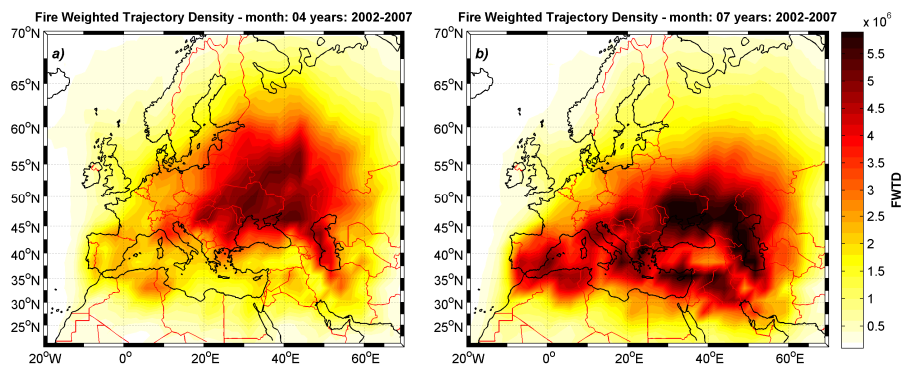 Fire Weighted Trajectory Density - month: 04 years: 2002-2007
70°N
65°N
60°N
55°N
50°N
45°N
40°N
35°N
30°N
25°N
20°W
0°
20°E
40°E
60°E
a)
Fire Weighted Trajectory Density - month: 07 years: 2002-2007
70°N
65°N
60°N
55°N
50°N
45°N
40°N
35°N
30°N
25°N
20°W
0°
20°E
40°E
60°E
b)
x 10⁶
5.5
5
4.5
4
3.5
3
2.5
2
1.5
1
0.5
FWTD